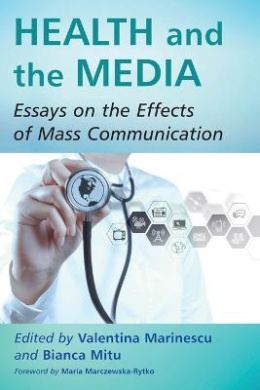 HEALTH and
the MEDIA
Essays on the Effects
of Mass Communication
Edited by Valentina Marinescu
and Bianca Mitu
Foreword by Maria Marczewska-Rytko